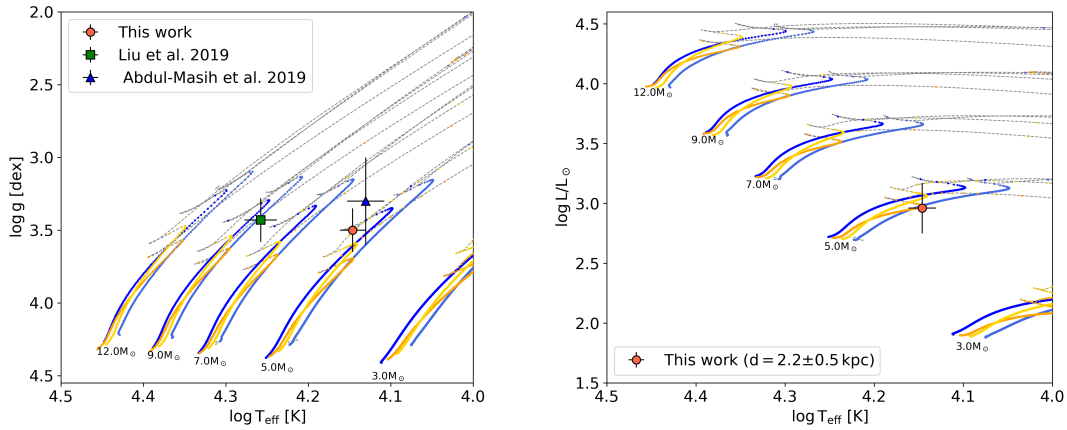 2.0
2.5
3.0
3.5
4.0
4.5
log g [dex]
This work
Liu et al. 2019
Abdul-Masih et al. 2019
12.0M⊙
9.0M⊙
7.0M⊙
5.0M⊙
3.0M⊙
4.5 4.4 4.3 4.2 4.1 4.0
log Teff [K]
4.5
4.0
3.5
3.0
2.5
2.0
1.5
log L/L⊙
12.0M⊙
9.0M⊙
7.0M⊙
5.0M⊙
3.0M⊙
This work (d = 2.2±0.5 kpc)
4.5 4.4 4.3 4.2 4.1 4.0
log Teff [K]